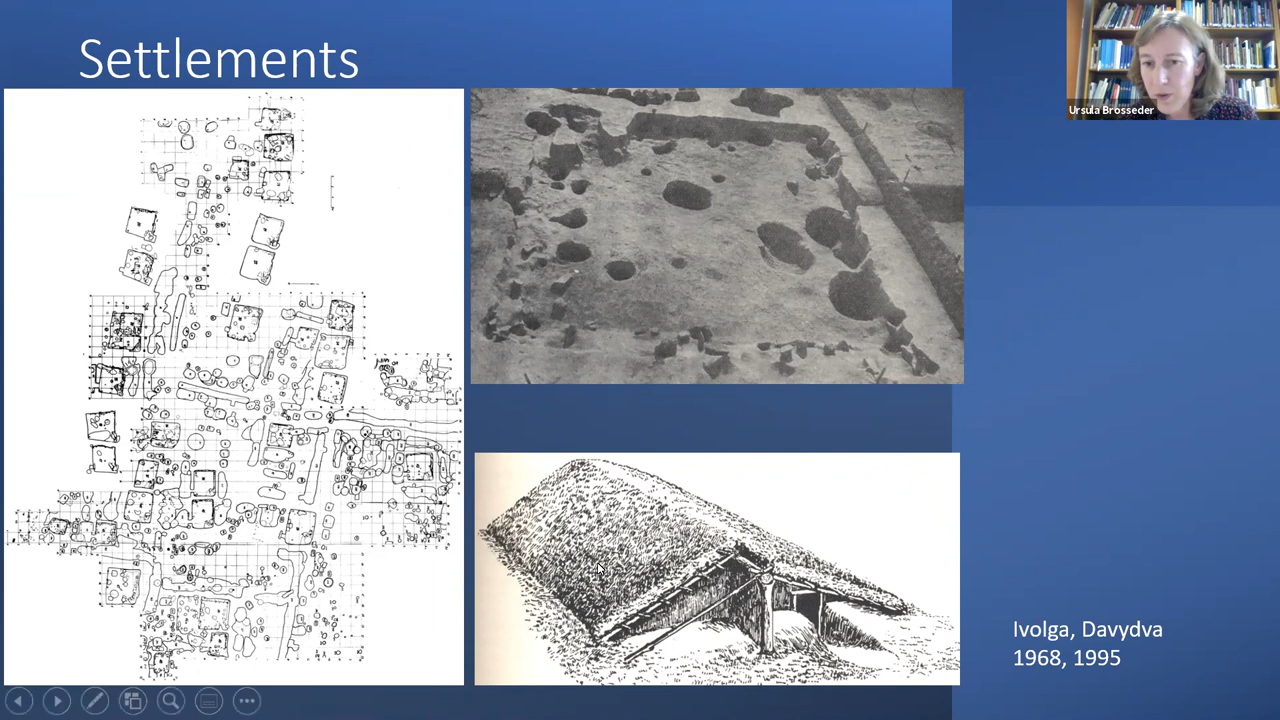 Settlements
Ursula Brosseder
Ivolga, Davydva
1968, 1995